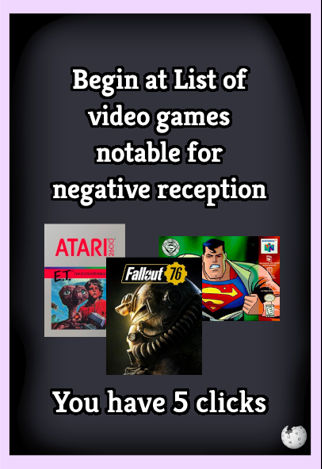 Begin at List of
video games
notable for
negative reception
ATARI
E.T.
Fallout 76
You have 5 clicks